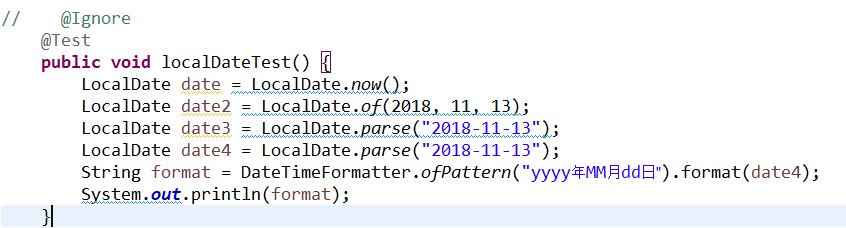 //    @Ignore
@Test
public void localDateTest() {
LocalDate date = LocalDate.now();
LocalDate date2 = LocalDate.of(2018, 11, 13);
LocalDate date3 = LocalDate.parse("2018-11-13");
LocalDate date4 = LocalDate.parse("2018-11-13");
String format = DateTimeFormatter.ofPattern("yyyy年MM月dd日").format(date4);
System.out.println(format);
}